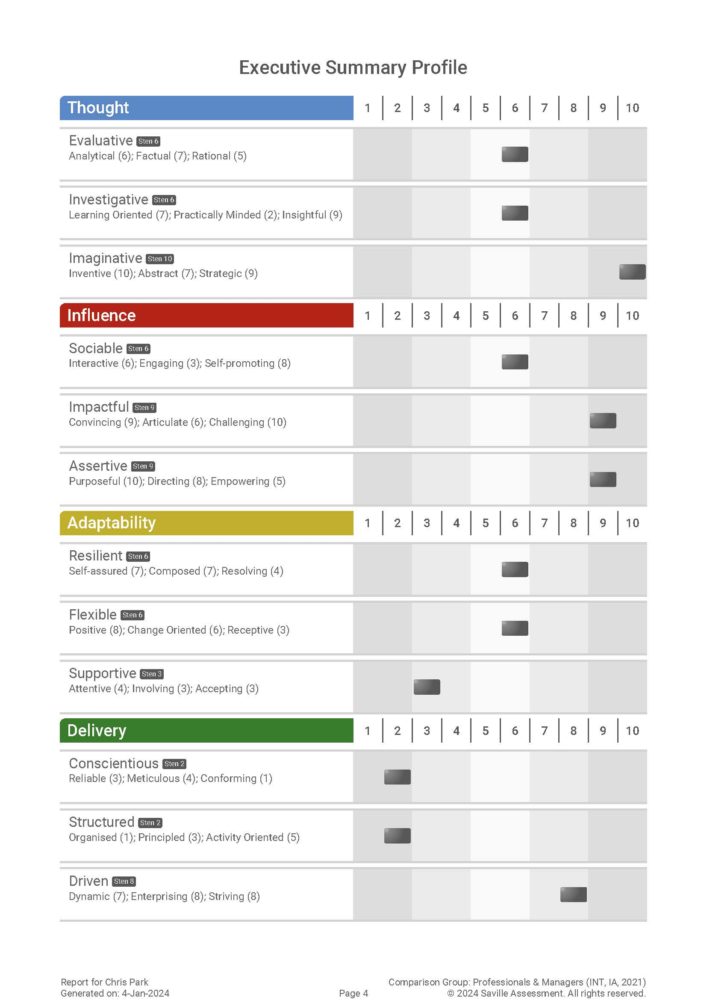 Executive Summary Profile
Thought 1 2 3 4 5 6 7 8 9 10
Evaluative Sten 6
Analytical (6); Factual (7); Rational (5)
Investigative Sten 6
Learning Oriented (7); Practically Minded (2); Insightful (9)
Imaginative Sten 10
Inventive (10); Abstract (7); Strategic (9)
Influence 1 2 3 4 5 6 7 8 9 10
Sociable Sten 6
Interactive (6); Engaging (3); Self-promoting (8)
Impactful Sten 9
Convincing (9); Articulate (6); Challenging (10)
Assertive Sten 9
Purposeful (10); Directing (8); Empowering (5)
Adaptability 1 2 3 4 5 6 7 8 9 10
Resilient Sten 6
Self-assured (7); Composed (7); Resolving (4)
Flexible Sten 6
Positive (8); Change Oriented (6); Receptive (3)
Supportive Sten 3
Attentive (4); Involving (3); Accepting (3)
Delivery 1 2 3 4 5 6 7 8 9 10
Conscientious Sten 2
Reliable (3); Meticulous (4); Conforming (1)
Structured Sten 2
Organised (1); Principled (3); Activity Oriented (5)
Driven Sten 8
Dynamic (7); Enterprising (8); Striving (8)
Report for Chris Park Comparison Group: Professionals & Managers (INT, IA, 2021)
Generated on: 4-Jan-2024 Page 4 © 2024 Saville Assessment. All rights reserved.